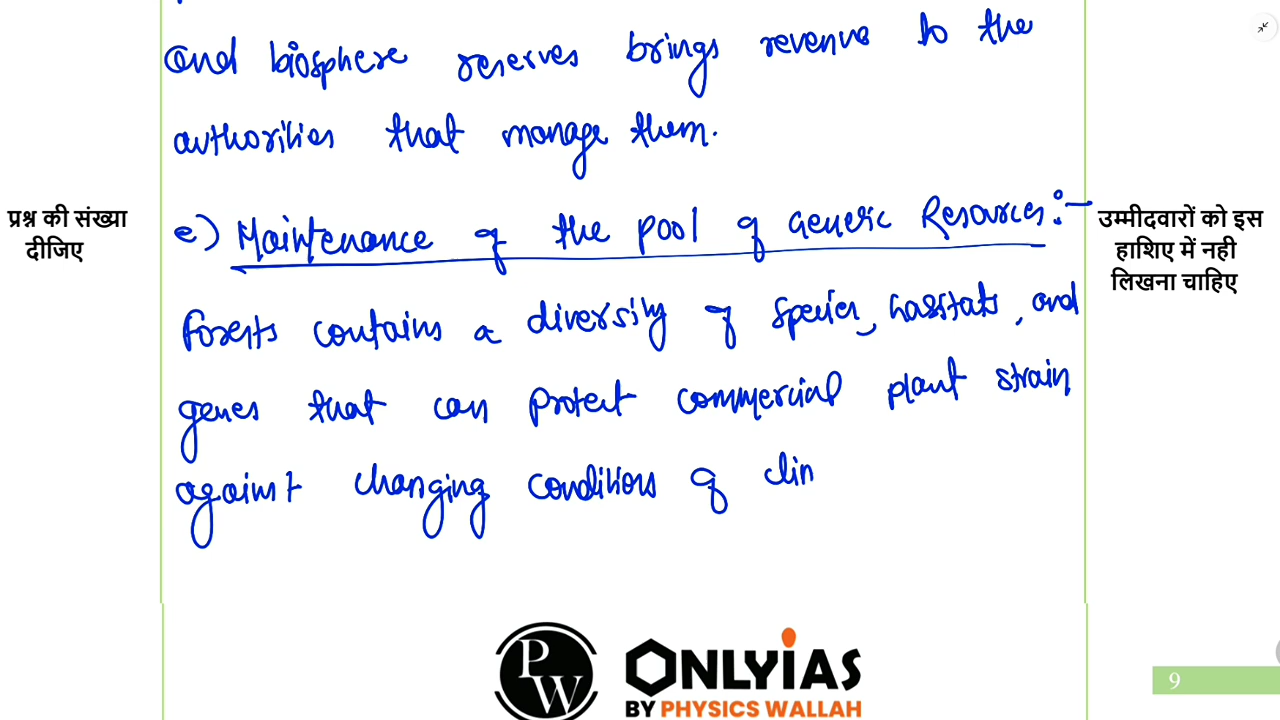 and biosphere reserves brings revenue to the
authorities that manage them.
प्रश्न की संख्या
दीजिए
e) Maintenance of the pool of Generic Resources:-
उम्मीदवारों को इस
हाशिए में नही
लिखना चाहिए
forests contains a diversity of species, habitats, and
genes that can protect commercial plant strain
against changing conditions of clim
PW
ONLYIAS
BY PHYSICS WALLAH
9